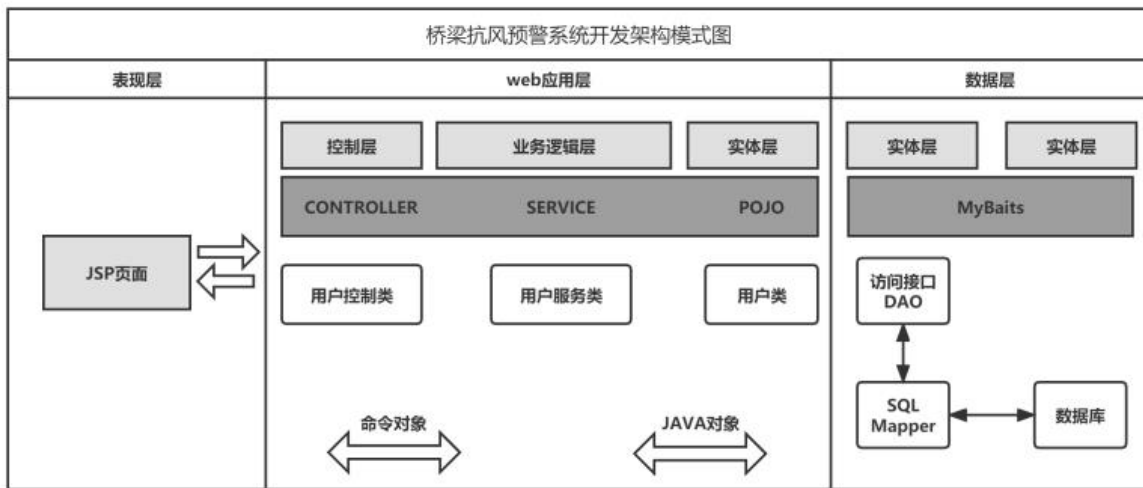 桥梁抗风预警系统开发架构模式图
表现层
web应用层
数据层
控制层
业务逻辑层
实体层
实体层
实体层
CONTROLLER
SERVICE
POJO
MyBaits
JSP页面
用户控制类
用户服务类
用户类
访问接口
DAO
命令对象
JAVA对象
SQL
Mapper
数据库